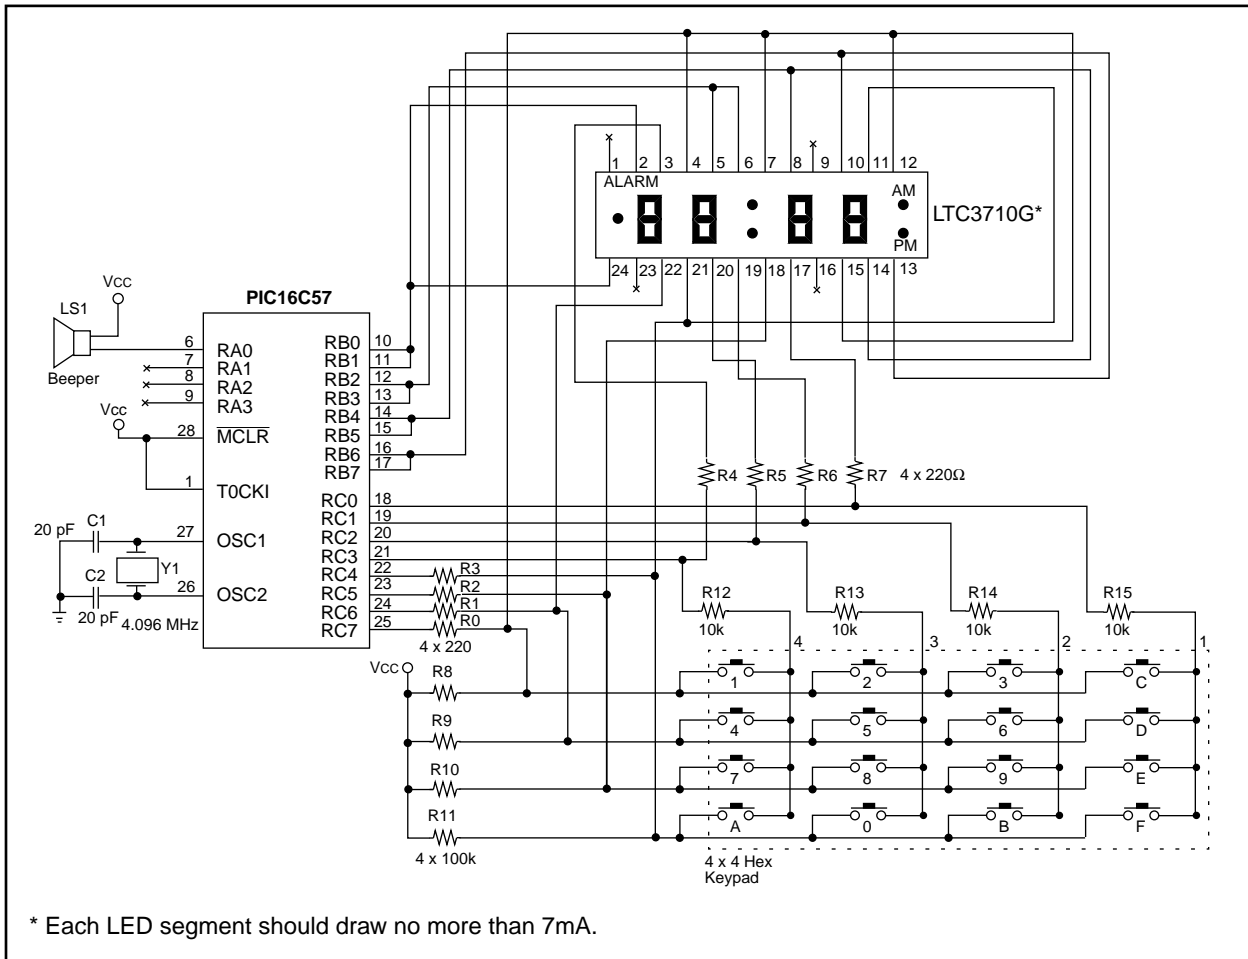 1 2 3 4 5 6 7 8 9 10 11 12
ALARM
AM
PM
LTC3710G*
24 23 22 21 20 19 18 17 16 15 14 13
PIC16C57
Vcc
LS1
Beeper
6 RA0
7 RA1
8 RA2
9 RA3
Vcc
28 MCLR
1 T0CKI
27 OSC1
26 OSC2
RB0 10
RB1 11
RB2 12
RB3 13
RB4 14
RB5 15
RB6 16
RB7 17
RC0 18
RC1 19
RC2 20
RC3 21
RC4 22
RC5 23
RC6 24
RC7 25
20 pF
C1
Y1
C2
20 pF
4.096 MHz
R3
R2
R1
R0
4 x 220
R4
R5
R6
R7
4 x 220Ω
R12
10k
R13
10k
R14
10k
R15
10k
4
3
2
1
Vcc
R8
R9
R10
R11
4 x 100k
1 2 3 C
4 5 6 D
7 8 9 E
A 0 B F
4 x 4 Hex
Keypad
* Each LED segment should draw no more than 7mA.